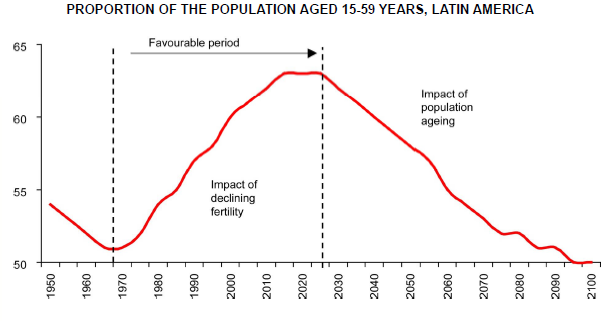 PROPORTION OF THE POPULATION AGED 15-59 YEARS, LATIN AMERICA
65
Favourable period
Impact of
population
ageing
60
Impact of
declining
fertility
55
50
1950
1960
1970
1980
1990
2000
2010
2020
2030
2040
2050
2060
2070
2080
2090
2100